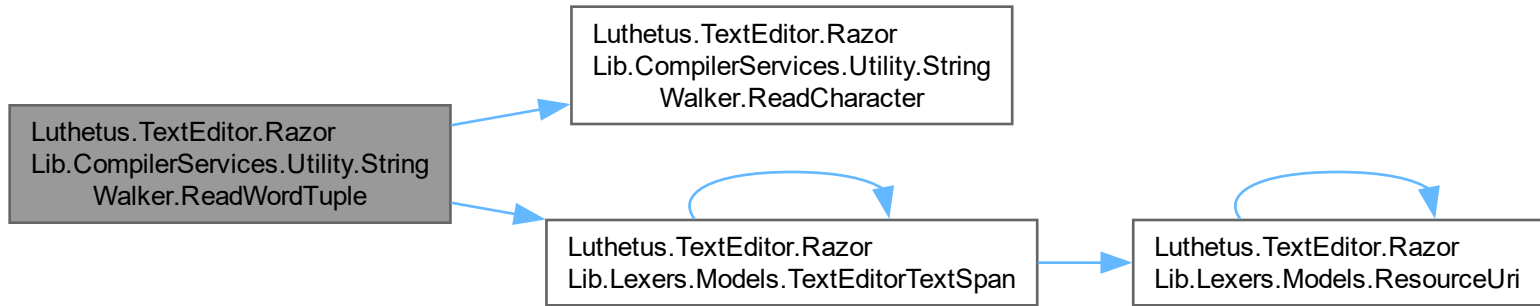 Luthetus.TextEditor.Razor
Lib.CompilerServices.Utility.String
Walker.ReadWordTuple
Luthetus.TextEditor.Razor
Lib.CompilerServices.Utility.String
Walker.ReadCharacter
Luthetus.TextEditor.Razor
Lib.Lexers.Models.TextEditorTextSpan
Luthetus.TextEditor.Razor
Lib.Lexers.Models.ResourceUri